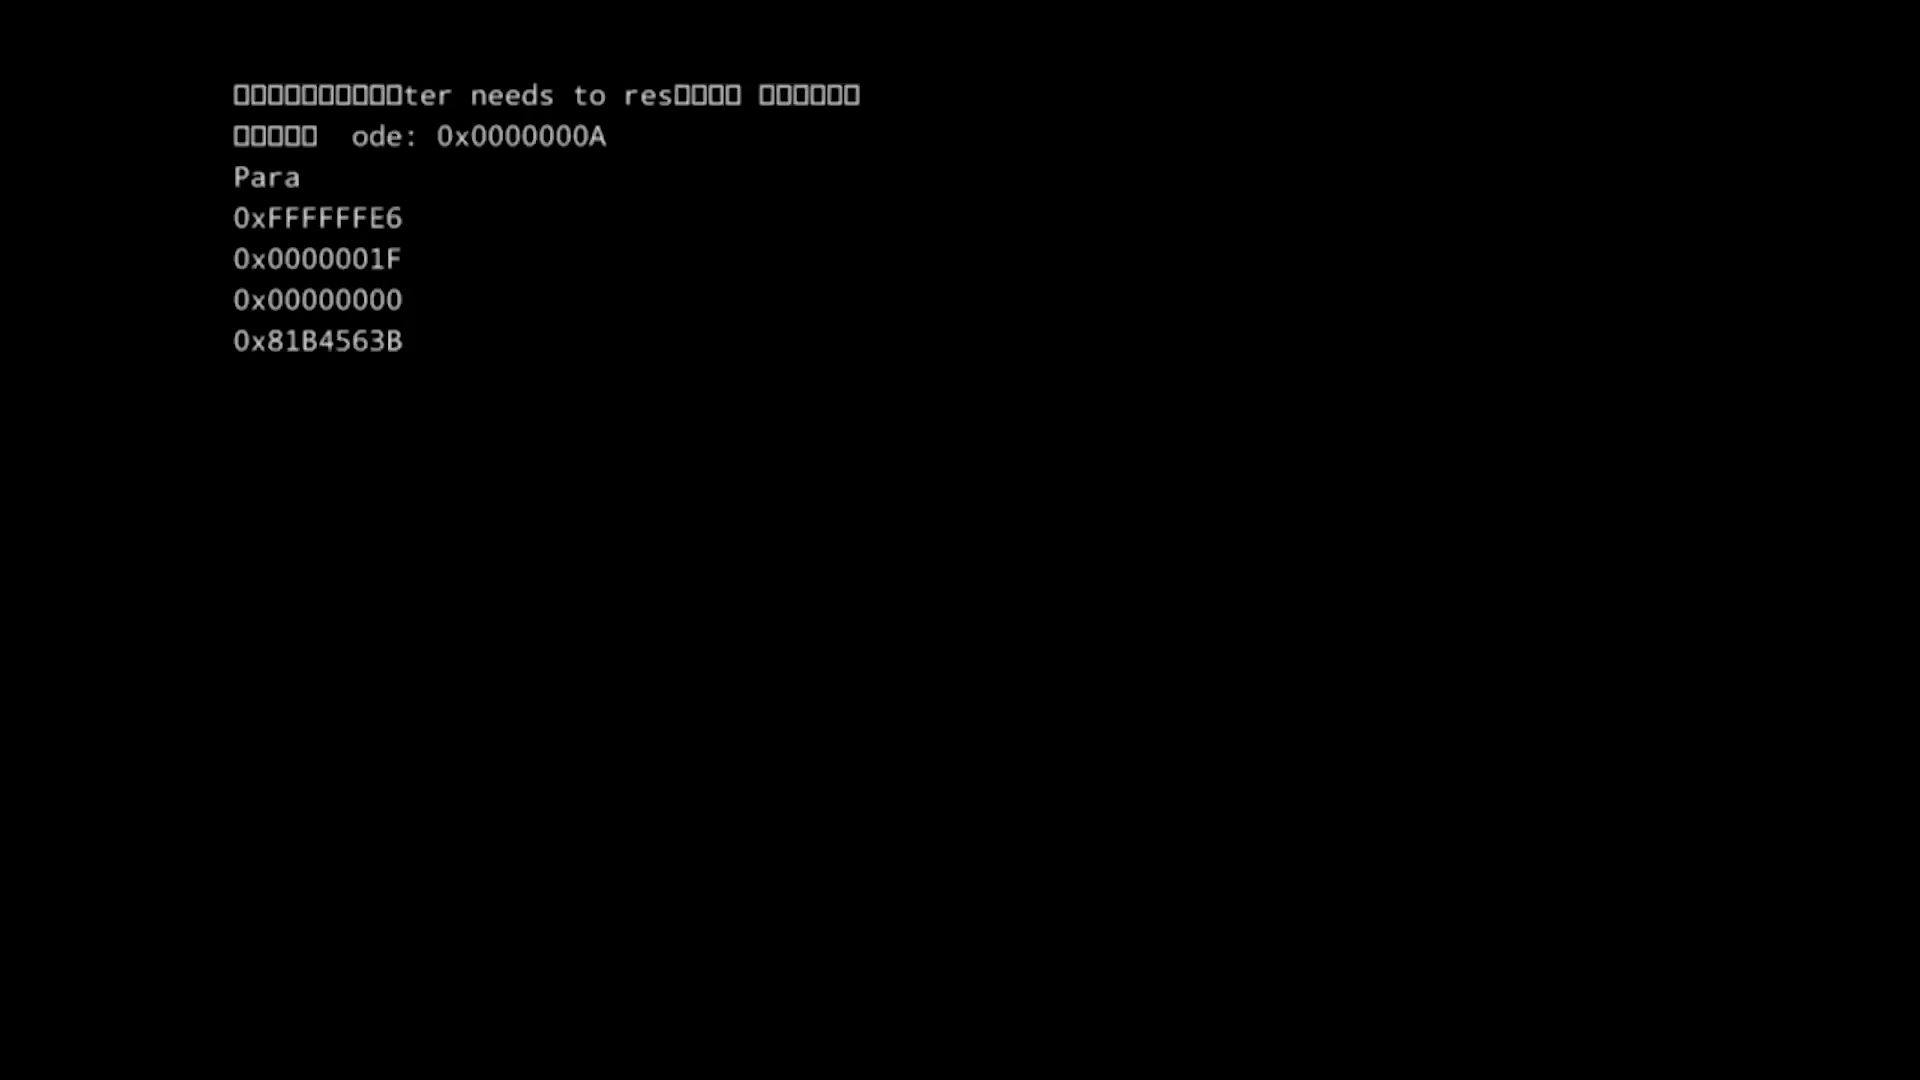 ▯▯▯▯▯▯▯▯▯▯ter needs to res▯▯▯▯ ▯▯▯▯▯▯
▯▯▯▯▯  ode: 0x0000000A
Para
0xFFFFFFE6
0x0000001F
0x00000000
0x81B4563B